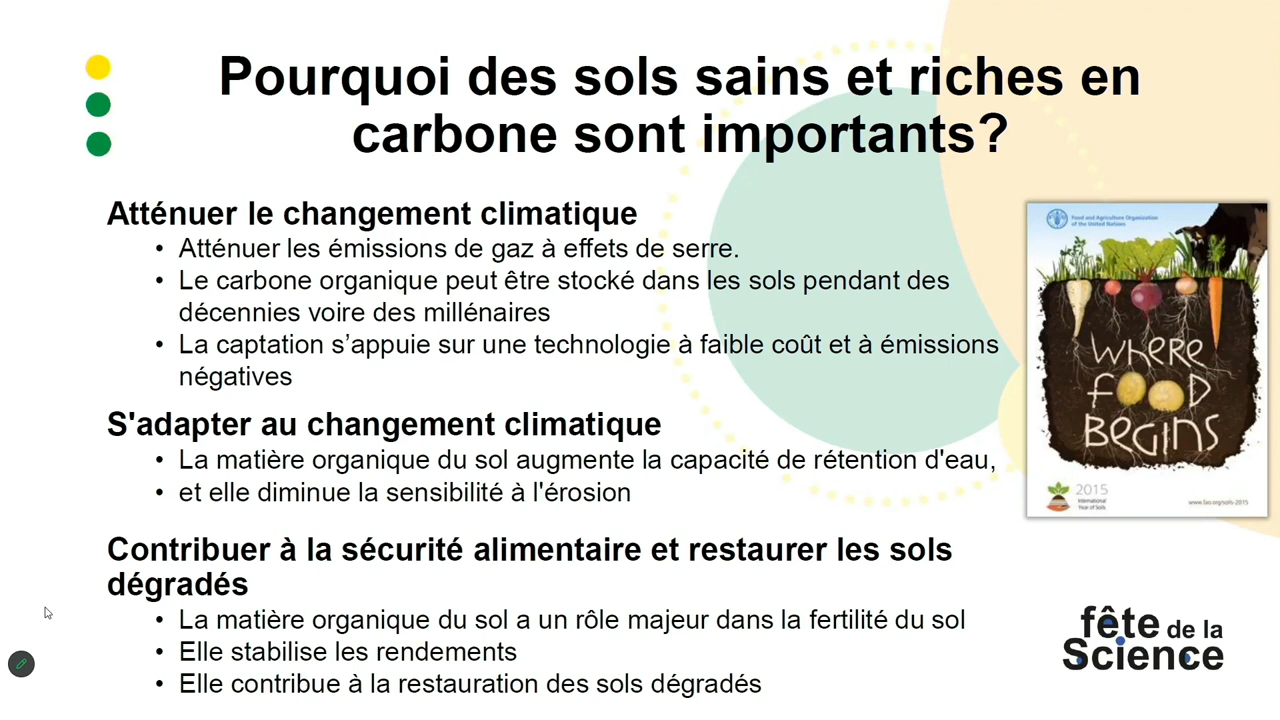 Pourquoi des sols sains et riches en
carbone sont importants?
Atténuer le changement climatique
• Atténuer les émissions de gaz à effets de serre.
• Le carbone organique peut être stocké dans les sols pendant des
décennies voire des millénaires
• La captation s’appuie sur une technologie à faible coût et à émissions
négatives
S'adapter au changement climatique
• La matière organique du sol augmente la capacité de rétention d'eau,
• et elle diminue la sensibilité à l'érosion
Contribuer à la sécurité alimentaire et restaurer les sols
dégradés
• La matière organique du sol a un rôle majeur dans la fertilité du sol
• Elle stabilise les rendements
• Elle contribue à la restauration des sols dégradés
Food and Agriculture Organization
of the United Nations
WHERE
FOOD
BEGINS
2015
International
Year of Soils
www.fao.org/soils-2015
fête de la
Science